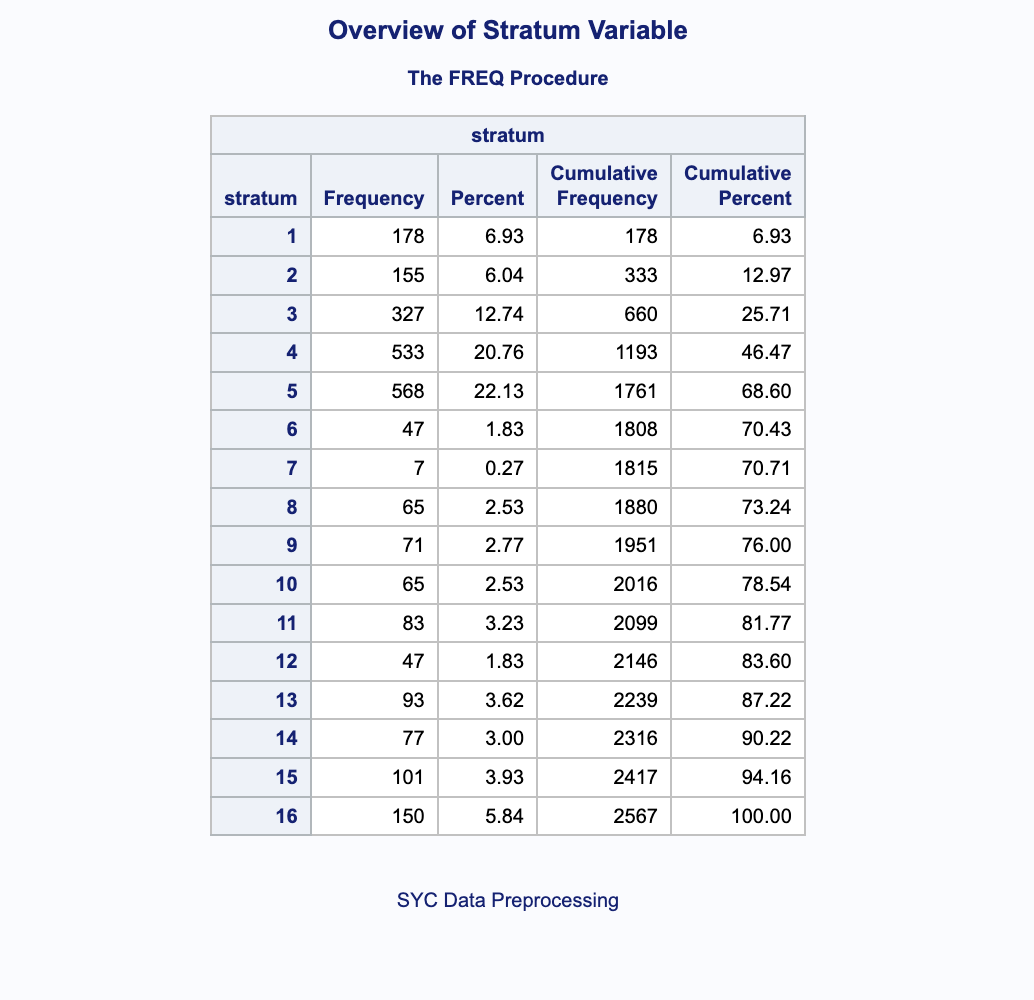 Overview of Stratum Variable
The FREQ Procedure
stratum
stratum Frequency Percent Cumulative Frequency Cumulative Percent
1 178 6.93 178 6.93
2 155 6.04 333 12.97
3 327 12.74 660 25.71
4 533 20.76 1193 46.47
5 568 22.13 1761 68.60
6 47 1.83 1808 70.43
7 7 0.27 1815 70.71
8 65 2.53 1880 73.24
9 71 2.77 1951 76.00
10 65 2.53 2016 78.54
11 83 3.23 2099 81.77
12 47 1.83 2146 83.60
13 93 3.62 2239 87.22
14 77 3.00 2316 90.22
15 101 3.93 2417 94.16
16 150 5.84 2567 100.00
SYC Data Preprocessing